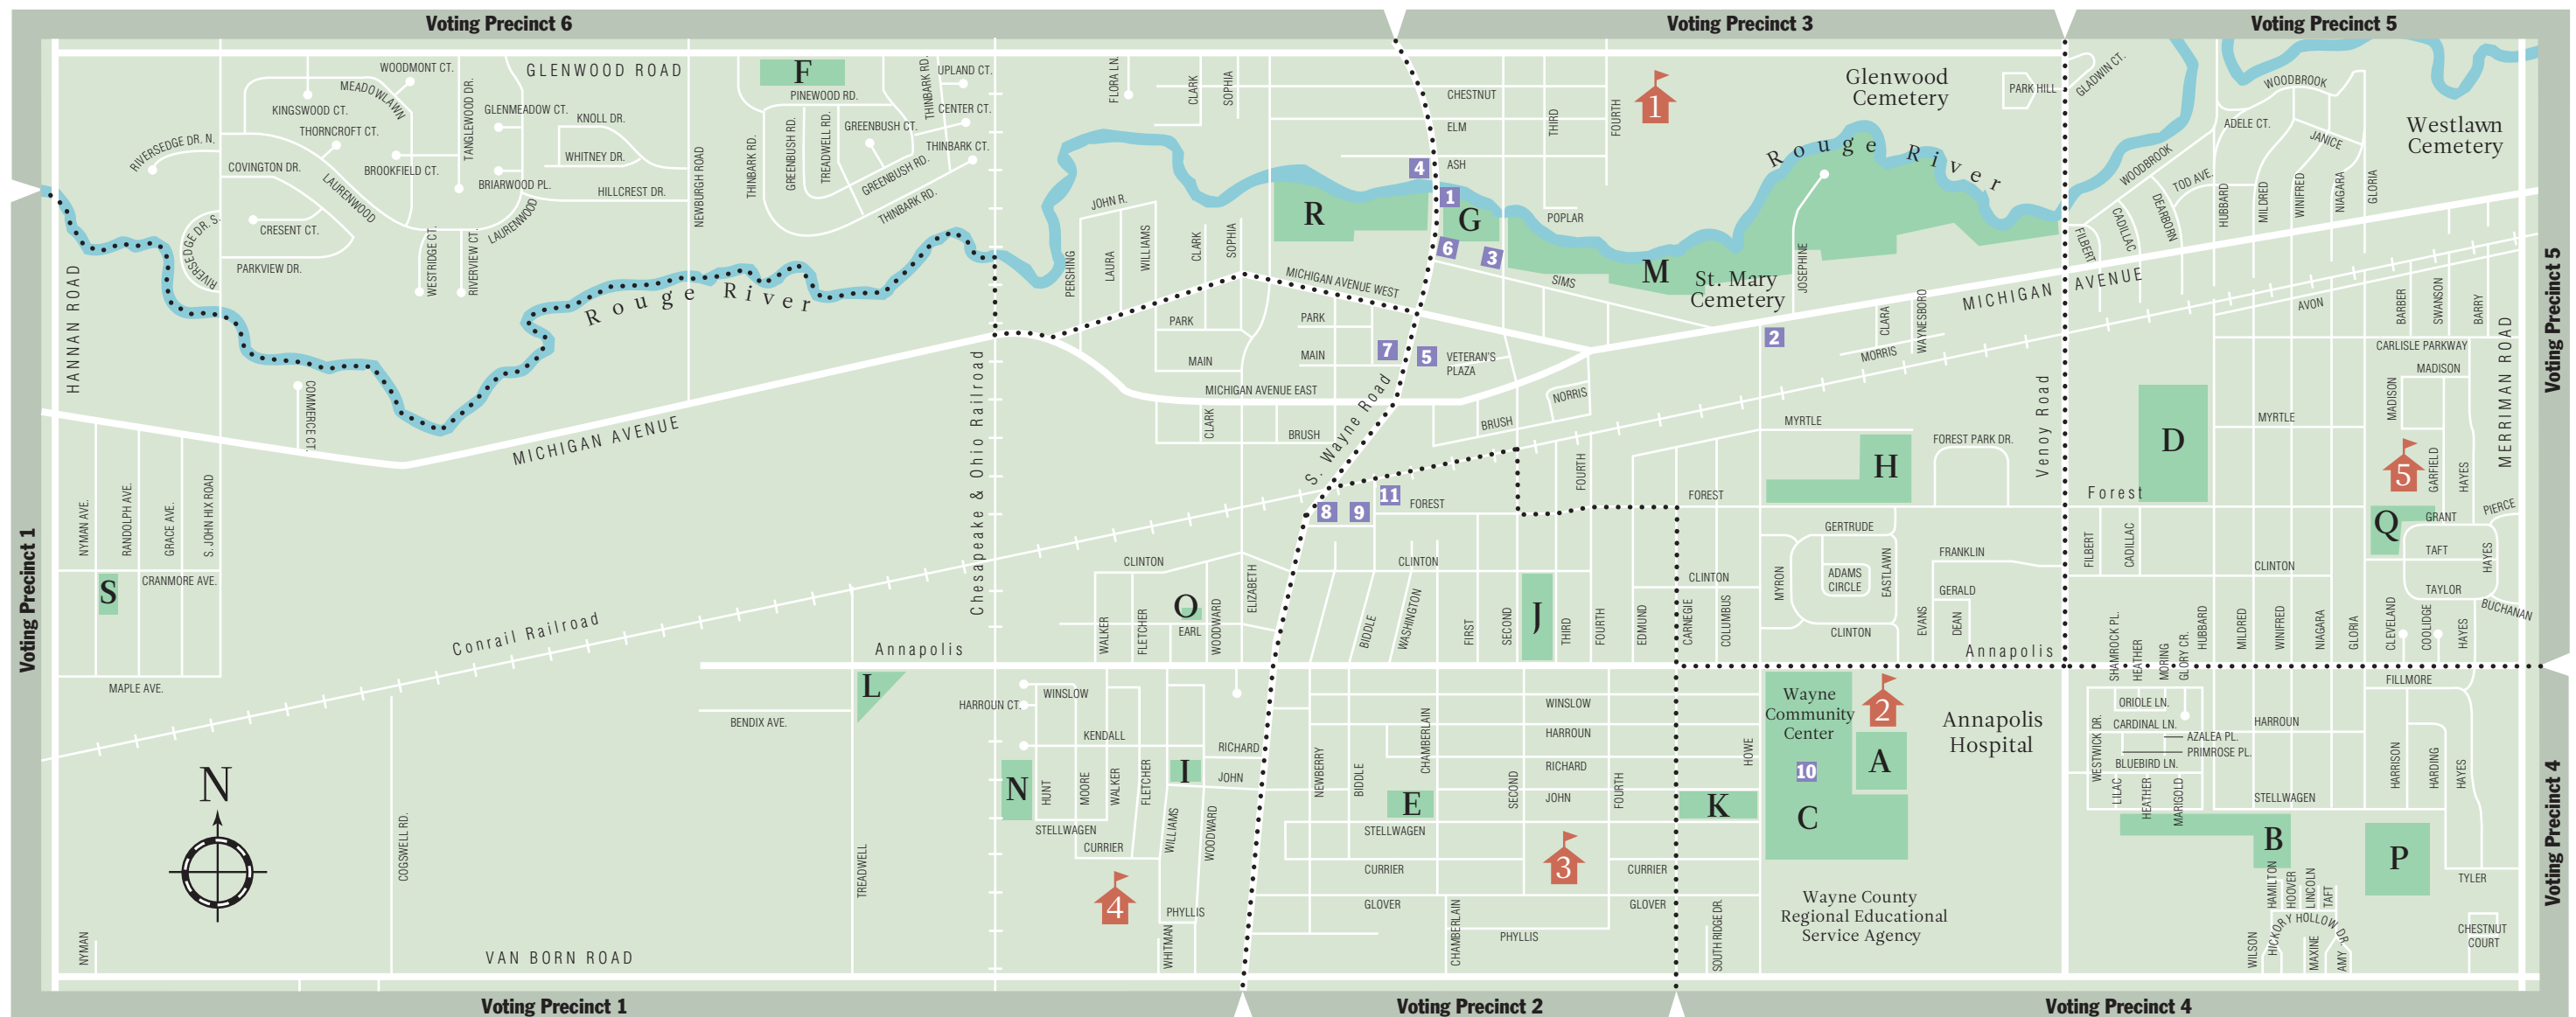 Voting Precinct 6
Voting Precinct 3
Voting Precinct 5
GLENWOOD ROAD
WOODMONT CT.
MEADOWLAWN
KINGSWOOD CT.
THORNCROFT CT.
RIVERSEDGE DR. N.
COVINGTON DR.
LAURENWOOD
BROOKFIELD CT.
TANGLEWOOD DR.
GLENMEADOW CT.
KNOLL DR.
WHITNEY DR.
BRIARWOOD PL.
HILLCREST DR.
LAURENWOOD
CRESENT CT.
RIVERSEDGE DR. S.
RIVERSEDGE
PARKVIEW DR.
WESTRIDGE CT.
RIVERVIEW CT.
NEWBURGH ROAD
F
PINEWOOD RD.
THINBARK RD.
GREENBUSH RD.
TREADWELL RD.
GREENBUSH CT.
GREENBUSH RD.
THINBARK RD.
THINBARK RD.
UPLAND CT.
CENTER CT.
THINBARK CT.
FLORA LN.
CLARK
SOPHIA
CHESTNUT
ELM
ASH
THIRD
FOURTH
1
Glenwood
Cemetery
PARK HILL
GLADWIN CT.
WOODBROOK
ADELE CT.
JANICE
Westlawn
Cemetery
WOODBROOK
TOD AVE.
HUBBARD
MILDRED
WINIFRED
NIAGARA
GLORIA
DEARBORN
CADILLAC
FILBERT
Rouge River
4
1
G
R
6
3
POPLAR
M
St. Mary
Cemetery
JOSEPHINE
SIMS
JOHN R.
PERSHING
LAURA
WILLIAMS
CLARK
SOPHIA
MICHIGAN AVENUE WEST
PARK
PARK
MAIN
MAIN
7
5
VETERAN'S
PLAZA
2
CLARA
WAYNESBORO
MORRIS
MICHIGAN AVENUE
AVON
BARBER
SWANSON
BARRY
CARLISLE PARKWAY
MADISON
MADISON
MERRIMAN ROAD
Voting Precinct 5
HANNAN ROAD
Rouge River
COMMERCE CT.
MICHIGAN AVENUE
Chesapeake & Ohio Railroad
MICHIGAN AVENUE EAST
CLARK
BRUSH
S. Wayne Road
NORRIS
BRUSH
MYRTLE
H
FOREST PARK DR.
Venoy Road
D
MYRTLE
5
GARFIELD
HAYES
NYMAN AVE.
RANDOLPH AVE.
GRACE AVE.
S. JOHN HIX ROAD
8
9
11
FOREST
FOURTH
FOREST
Forest
Q
GRANT
PIERCE
GERTRUDE
TAFT
HAYES
TAYLOR
BUCHANAN
Voting Precinct 1
S
CRANMORE AVE.
Conrail Railroad
MAPLE AVE.
CLINTON
O
EARL
WALKER
FLETCHER
WOODWARD
ELIZABETH
CLINTON
BIDDLE
WASHINGTON
FIRST
SECOND
J
THIRD
FOURTH
EDMUND
CARNEGIE
COLUMBUS
CLINTON
MYRON
ADAMS
CIRCLE
EASTLAWN
CLINTON
FRANKLIN
GERALD
EVANS
DEAN
FILBERT
CADILLAC
CLINTON
SHAMROCK PL.
HEATHER
MORING
GLORY CR.
HUBBARD
MILDRED
WINIFRED
NIAGARA
GLORIA
CLEVELAND
COOLIDGE
HAYES
Annapolis
Annapolis
L
BENDIX AVE.
HARROUN CT.
WINSLOW
KENDALL
RICHARD
JOHN
I
N
HUNT
MOORE
WALKER
FLETCHER
STELLWAGEN
CURRIER
WILLIAMS
WOODWARD
4
PHYLLIS
WHITMAN
N
COGSWELL RD.
TREADWELL
NYMAN
VAN BORN ROAD
NEWBERRY
BIDDLE
CHAMBERLAIN
E
STELLWAGEN
CURRIER
GLOVER
WINSLOW
HARROUN
RICHARD
JOHN
SECOND
FOURTH
3
CURRIER
GLOVER
PHYLLIS
CHAMBERLAIN
K
HOWE
SOUTH RIDGE DR.
Wayne
Community
Center
2
A
10
C
Annapolis
Hospital
Wayne County
Regional Educational
Service Agency
FILLMORE
ORIOLE LN.
CARDINAL LN.
AZALEA PL.
PRIMROSE PL.
BLUEBIRD LN.
WESTWICK DR.
LILAC
HEATHER
MARIGOLD
HARROUN
STELLWAGEN
HARRISON
HARDING
HAYES
B
P
TYLER
HAMILTON
HOOVER
LINCOLN
TAFT
HICKORY HOLLOW DR.
WILSON
MAXINE
AMY
CHESTNUT
COURT
Voting Precinct 4
Voting Precinct 1
Voting Precinct 2
Voting Precinct 4